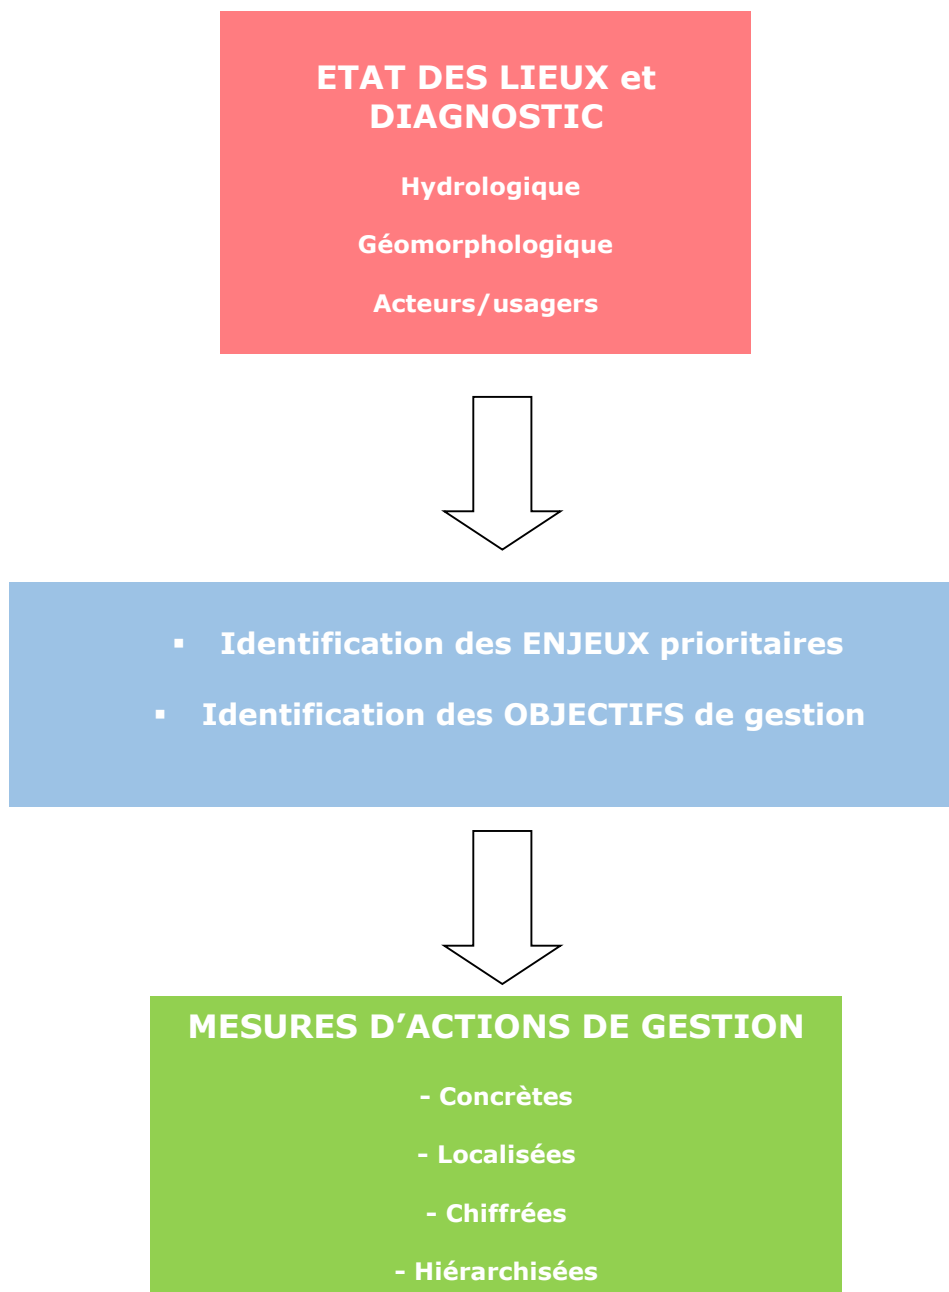 ETAT DES LIEUX et
DIAGNOSTIC
Hydrologique
Géomorphologique
Acteurs/usagers
▪ Identification des ENJEUX prioritaires
▪ Identification des OBJECTIFS de gestion
MESURES D’ACTIONS DE GESTION
- Concrètes
- Localisées
- Chiffrées
- Hiérarchisées